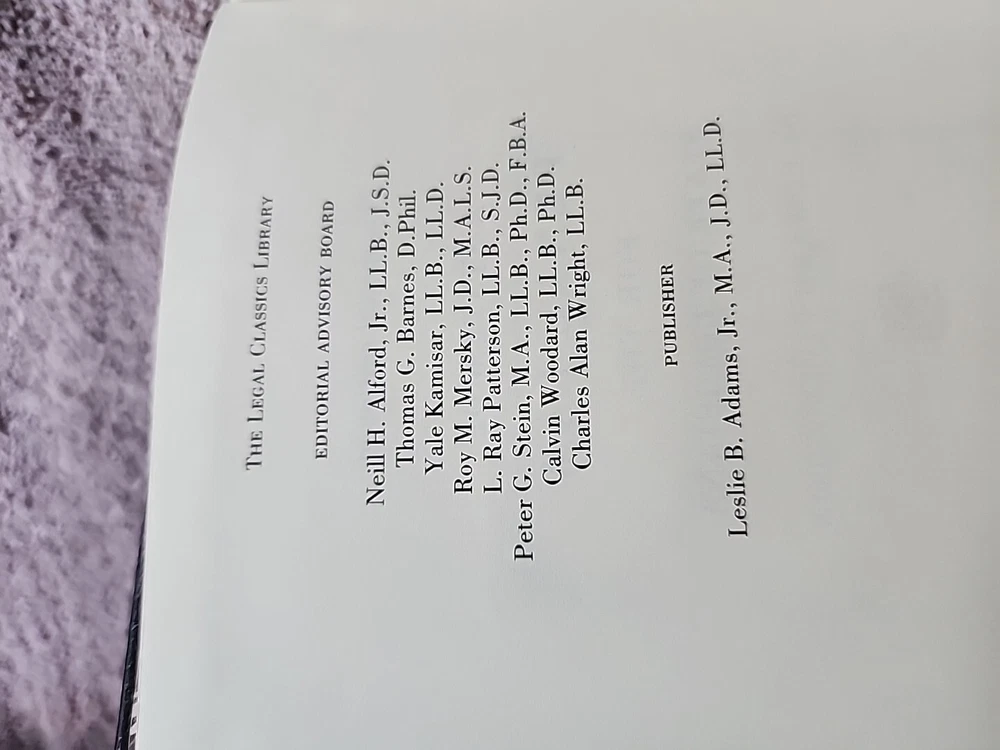 THE LEGAL CLASSICS LIBRARY
EDITORIAL ADVISORY BOARD
Neill H. Alford, Jr., LL.B., J.S.D.
Thomas G. Barnes, D.Phil.
Yale Kamisar, LL.B., LL.D.
Roy M. Mersky, J.D., M.A.L.S.
L. Ray Patterson, LL.B., S.J.D.
Peter G. Stein, M.A., LL.B., Ph.D., F.B.A.
Calvin Woodard, LL.B., Ph.D.
Charles Alan Wright, LL.B.
PUBLISHER
Leslie B. Adams, Jr., M.A., J.D., LL.D.